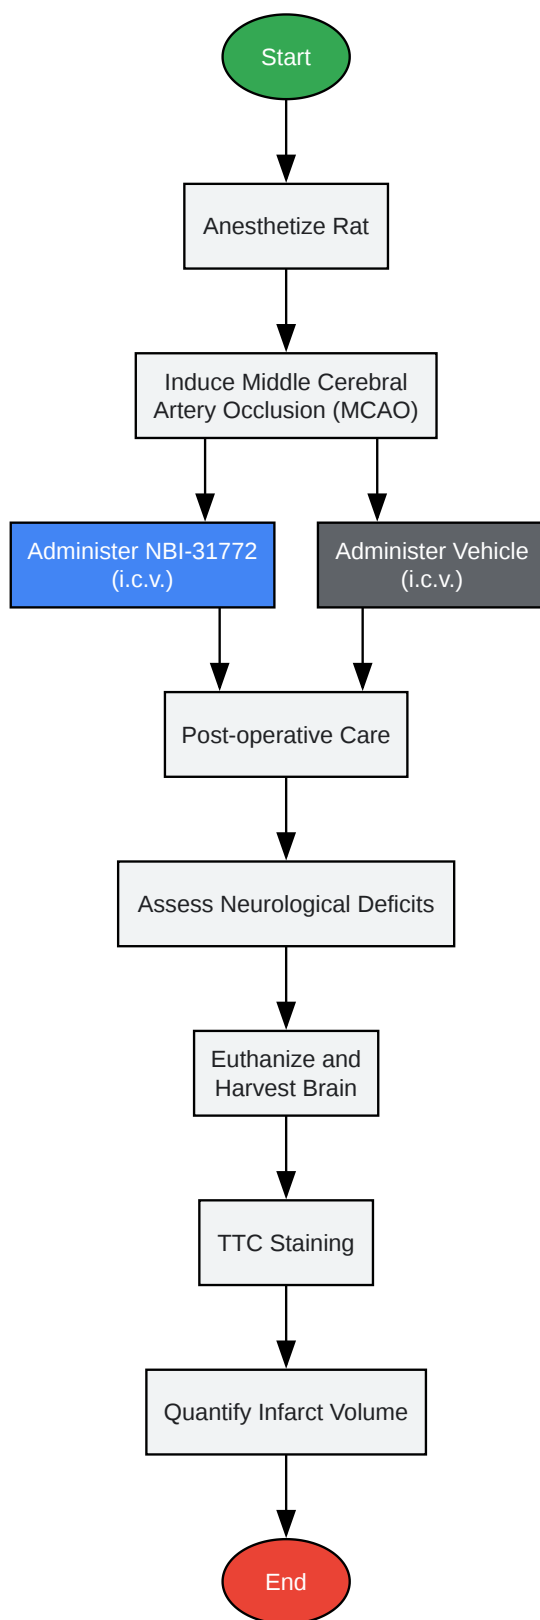 Start
Anesthetize Rat
Induce Middle Cerebral
Artery Occlusion (MCAO)
Administer NBI-31772
(i.c.v.)
Administer Vehicle
(i.c.v.)
Post-operative Care
Assess Neurological Deficits
Euthanize and
Harvest Brain
TTC Staining
Quantify Infarct Volume
End